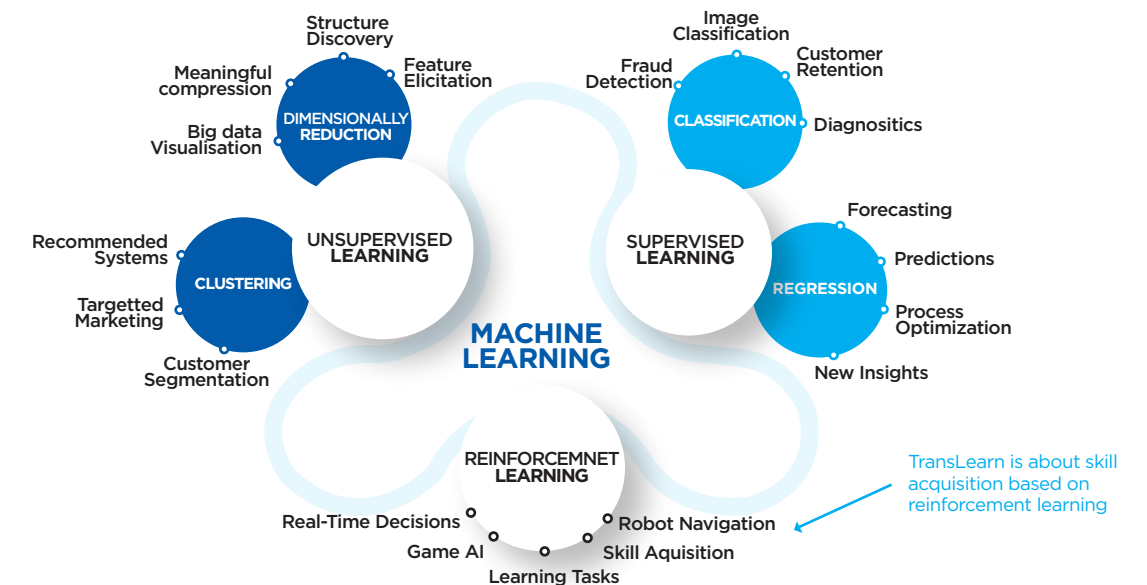 Structure
Discovery
Feature
Elicitation
Meaningful
compression
Big data
Visualisation
DIMENSIONALLY
REDUCTION
Recommended
Systems
Targetted
Marketing
Customer
Segmentation
CLUSTERING
UNSUPERVISED
LEARNING
Image
Classification
Fraud
Detection
Customer
Retention
Diagnositics
CLASSIFICATION
SUPERVISED
LEARNING
Forecasting
Predictions
Process
Optimization
New Insights
REGRESSION
MACHINE
LEARNING
REINFORCEMNET
LEARNING
Real-Time Decisions
Game AI
Learning Tasks
Skill Aquisition
Robot Navigation
TransLearn is about skill
acquisition based on
reinforcement learning